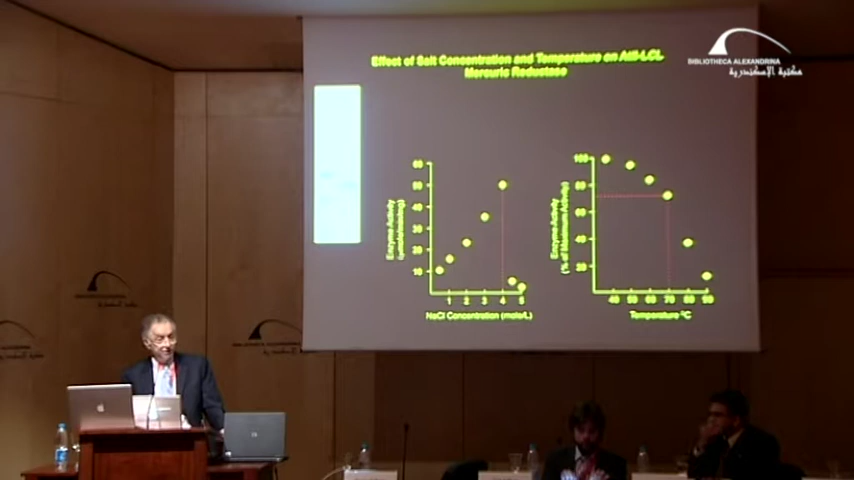 Effect of Salt Concentration and Temperature on AtII-LCL
Mercuric Reductase
BIBLIOTHECA ALEXANDRINA
مكتبة الإسكندرية
Enzyme Activity
60
50
40
30
20
10
1 2 3 4 5
NaCl Concentration (mole/L)
Enzyme Activity
(% of Maximum Activity)
100
80
60
40
20
40 50 60 70 80 90
Temperature ºC